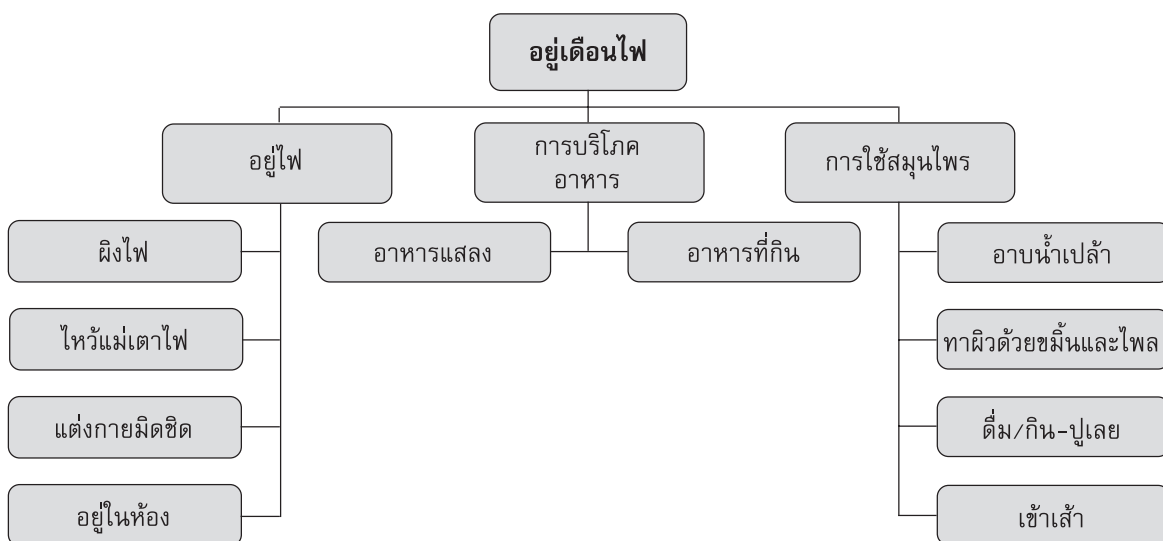 อยู่เดือนไฟ
อยู่ไฟ
การบริโภค
อาหาร
การใช้สมุนไพร
ผิงไฟ
อาหารแสลง
อาหารที่กิน
อาบน้ำเปล้า
ไหว้แม่เตาไฟ
ทาผิวด้วยขมิ้นและไพล
แต่งกายมิดชิด
ดื่ม/กิน-ปูเลย
อยู่ในห้อง
เข้าเส้า